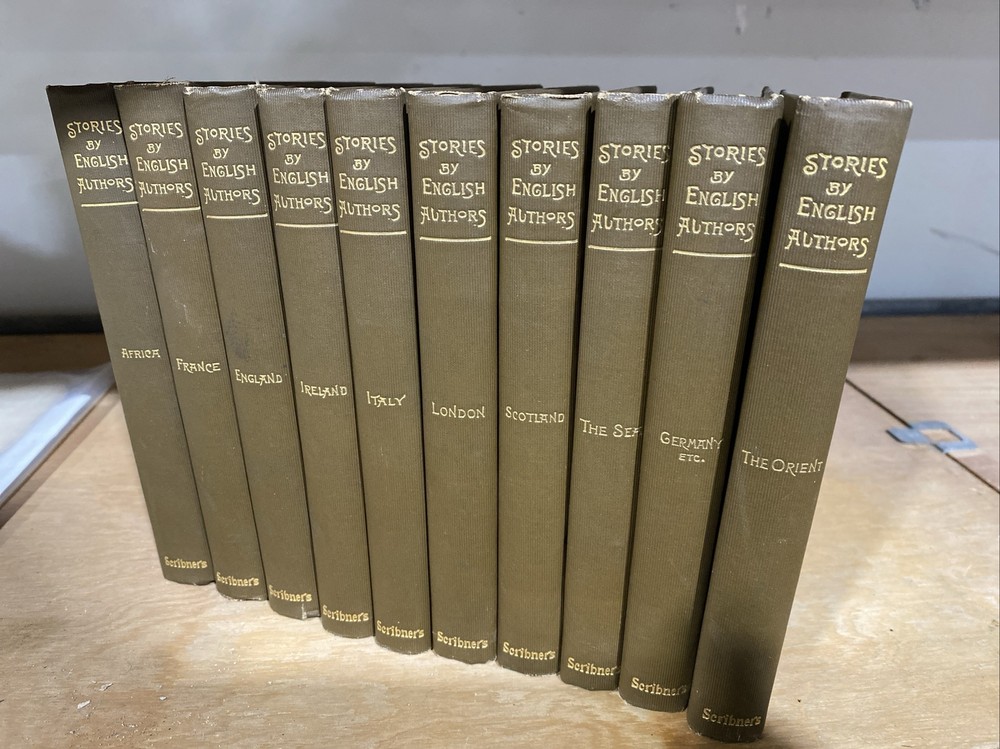 STORIES
BY
ENGLISH
AUTHORS
AFRICA
Scribner's
STORIES
BY
ENGLISH
AUTHORS
FRANCE
Scribner's
STORIES
BY
ENGLISH
AUTHORS
ENGLAND
Scribner's
STORIES
BY
ENGLISH
AUTHORS
IRELAND
Scribner's
STORIES
BY
ENGLISH
AUTHORS
ITALY
Scribner's
STORIES
BY
ENGLISH
AUTHORS
LONDON
Scribner's
STORIES
BY
ENGLISH
AUTHORS
SCOTLAND
Scribner's
STORIES
BY
ENGLISH
AUTHORS
THE SEA
Scribner's
STORIES
BY
ENGLISH
AUTHORS
GERMANY
ETC.
Scribner's
STORIES
BY
ENGLISH
AUTHORS
THE ORIENT
Scribner's